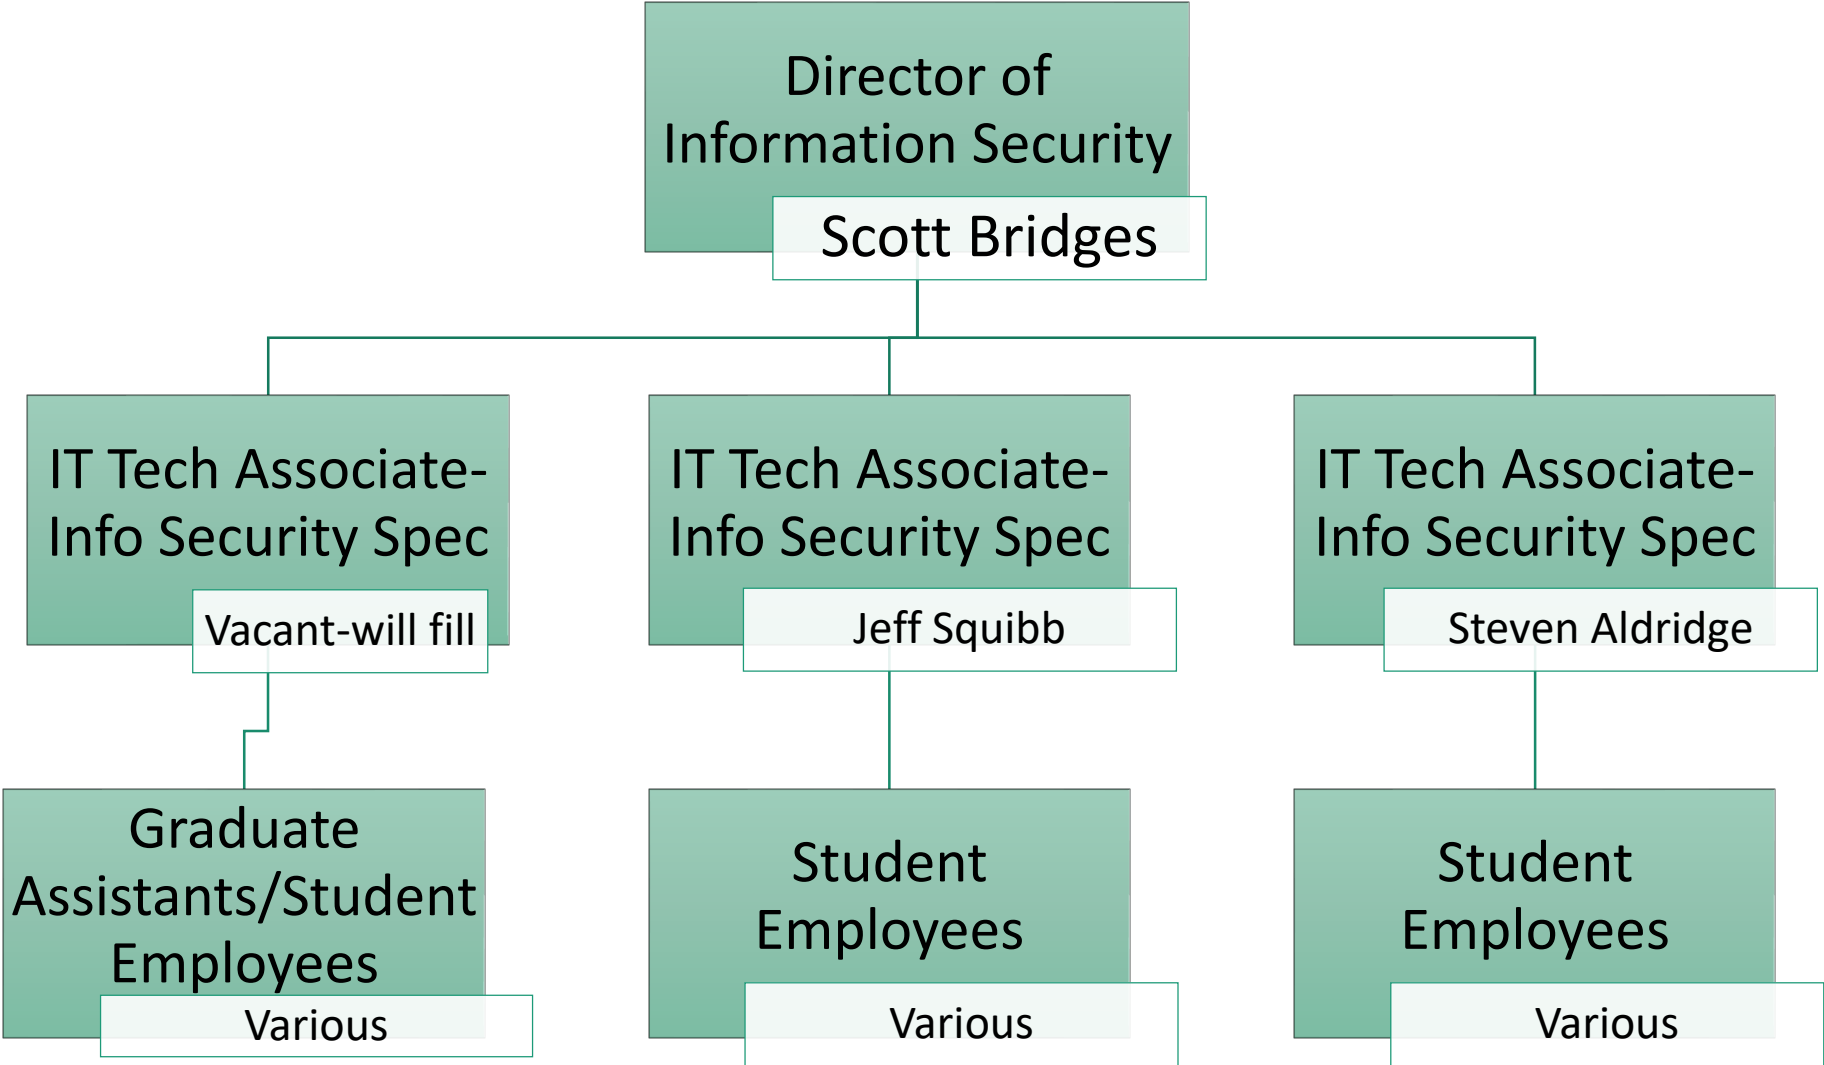 Director of
Information Security
Scott Bridges
IT Tech Associate-
Info Security Spec
Vacant-will fill
IT Tech Associate-
Info Security Spec
Jeff Squibb
IT Tech Associate-
Info Security Spec
Steven Aldridge
Graduate
Assistants/Student
Employees
Various
Student
Employees
Various
Student
Employees
Various